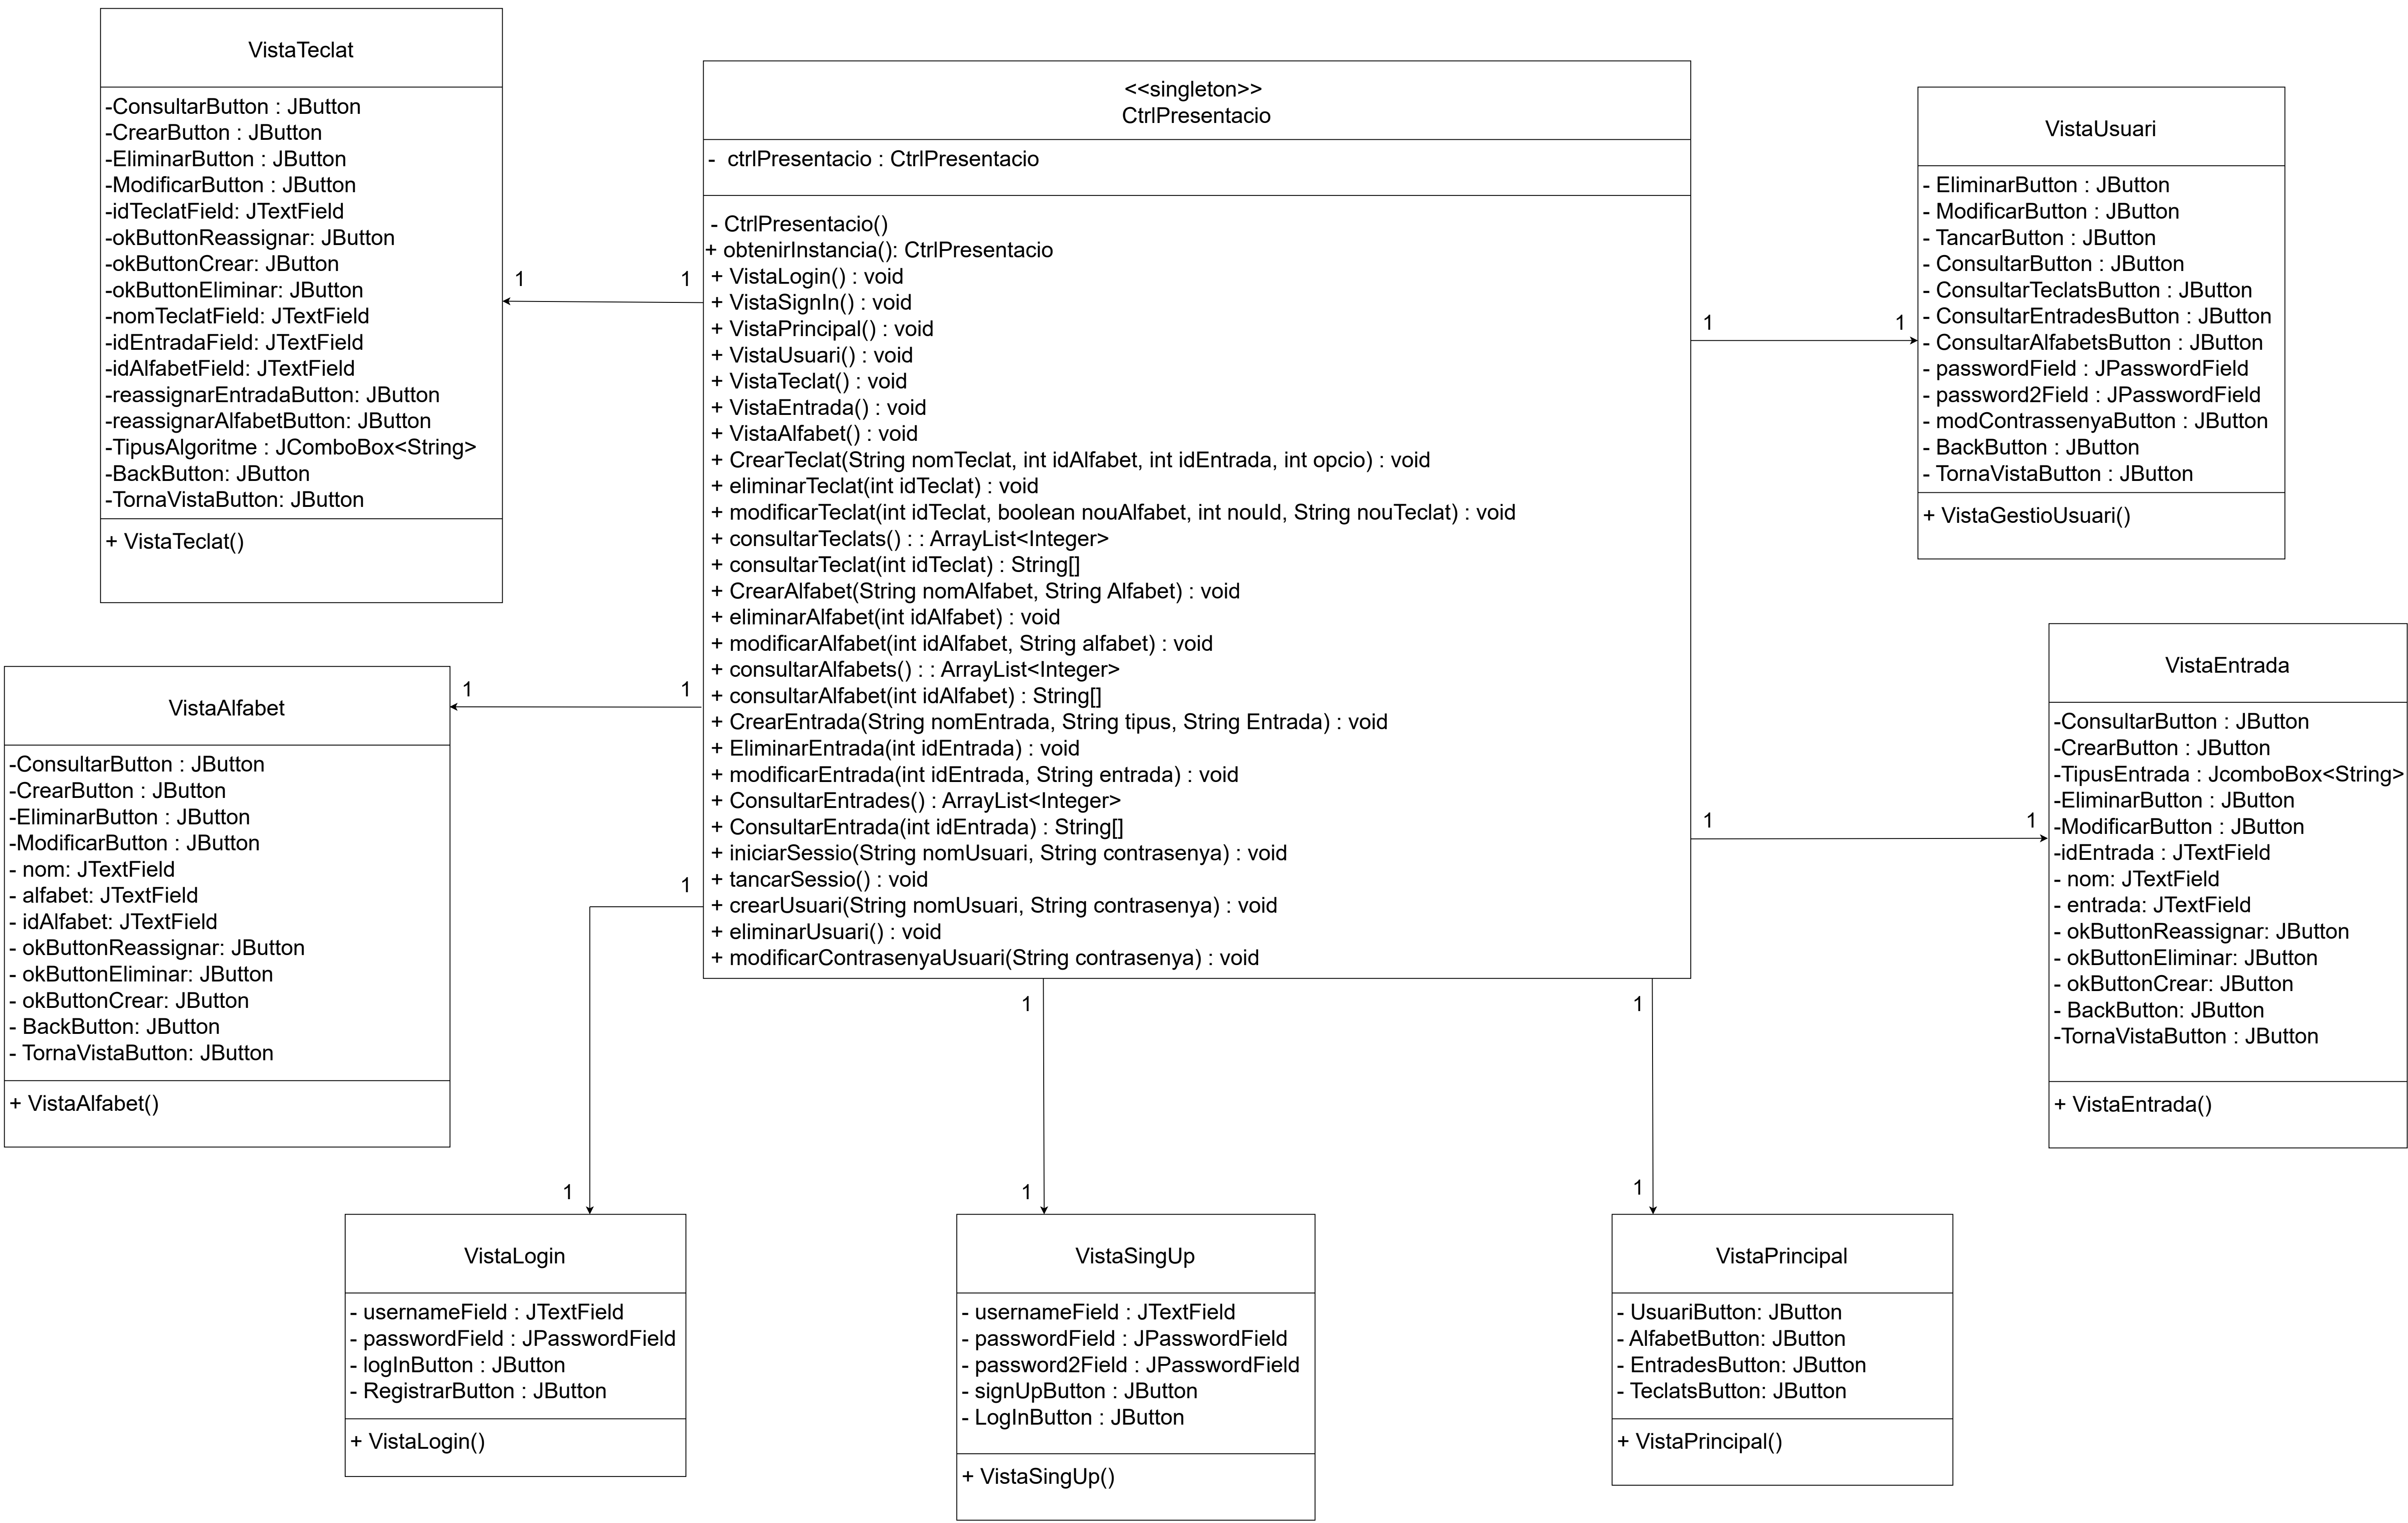 VistaTeclat
-ConsultarButton : JButton
-CrearButton : JButton
-EliminarButton : JButton
-ModificarButton : JButton
-idTeclatField: JTextField
-okButtonReassignar: JButton
-okButtonCrear: JButton
-okButtonEliminar: JButton
-nomTeclatField: JTextField
-idEntradaField: JTextField
-idAlfabetField: JTextField
-reassignarEntradaButton: JButton
-reassignarAlfabetButton: JButton
-TipusAlgoritme : JComboBox<String>
-BackButton: JButton
-TornaVistaButton: JButton
+ VistaTeclat()
1
1
<<singleton>>
CtrlPresentacio
-  ctrlPresentacio : CtrlPresentacio
- CtrlPresentacio()
+ obtenirInstancia(): CtrlPresentacio
+ VistaLogin() : void
+ VistaSignIn() : void
+ VistaPrincipal() : void
+ VistaUsuari() : void
+ VistaTeclat() : void
+ VistaEntrada() : void
+ VistaAlfabet() : void
+ CrearTeclat(String nomTeclat, int idAlfabet, int idEntrada, int opcio) : void
+ eliminarTeclat(int idTeclat) : void
+ modificarTeclat(int idTeclat, boolean nouAlfabet, int nouId, String nouTeclat) : void
+ consultarTeclats() : : ArrayList<Integer>
+ consultarTeclat(int idTeclat) : String[]
+ CrearAlfabet(String nomAlfabet, String Alfabet) : void
+ eliminarAlfabet(int idAlfabet) : void
+ modificarAlfabet(int idAlfabet, String alfabet) : void
+ consultarAlfabets() : : ArrayList<Integer>
+ consultarAlfabet(int idAlfabet) : String[]
+ CrearEntrada(String nomEntrada, String tipus, String Entrada) : void
+ EliminarEntrada(int idEntrada) : void
+ modificarEntrada(int idEntrada, String entrada) : void
+ ConsultarEntrades() : ArrayList<Integer>
+ ConsultarEntrada(int idEntrada) : String[]
+ iniciarSessio(String nomUsuari, String contrasenya) : void
+ tancarSessio() : void
+ crearUsuari(String nomUsuari, String contrasenya) : void
+ eliminarUsuari() : void
+ modificarContrasenyaUsuari(String contrasenya) : void
1
1
VistaUsuari
- EliminarButton : JButton
- ModificarButton : JButton
- TancarButton : JButton
- ConsultarButton : JButton
- ConsultarTeclatsButton : JButton
- ConsultarEntradesButton : JButton
- ConsultarAlfabetsButton : JButton
- passwordField : JPasswordField
- password2Field : JPasswordField
- modContrassenyaButton : JButton
- BackButton : JButton
- TornaVistaButton : JButton
+ VistaGestioUsuari()
VistaAlfabet
-ConsultarButton : JButton
-CrearButton : JButton
-EliminarButton : JButton
-ModificarButton : JButton
- nom: JTextField
- alfabet: JTextField
- idAlfabet: JTextField
- okButtonReassignar: JButton
- okButtonEliminar: JButton
- okButtonCrear: JButton
- BackButton: JButton
- TornaVistaButton: JButton
+ VistaAlfabet()
1
1
1
1
VistaEntrada
-ConsultarButton : JButton
-CrearButton : JButton
-TipusEntrada : JcomboBox<String>
-EliminarButton : JButton
-ModificarButton : JButton
-idEntrada : JTextField
- nom: JTextField
- entrada: JTextField
- okButtonReassignar: JButton
- okButtonEliminar: JButton
- okButtonCrear: JButton
- BackButton: JButton
-TornaVistaButton : JButton
+ VistaEntrada()
1
1
VistaLogin
- usernameField : JTextField
- passwordField : JPasswordField
- logInButton : JButton
- RegistrarButton : JButton
+ VistaLogin()
1
1
VistaSingUp
- usernameField : JTextField
- passwordField : JPasswordField
- password2Field : JPasswordField
- signUpButton : JButton
- LogInButton : JButton
+ VistaSingUp()
1
1
VistaPrincipal
- UsuariButton: JButton
- AlfabetButton: JButton
- EntradesButton: JButton
- TeclatsButton: JButton
+ VistaPrincipal()